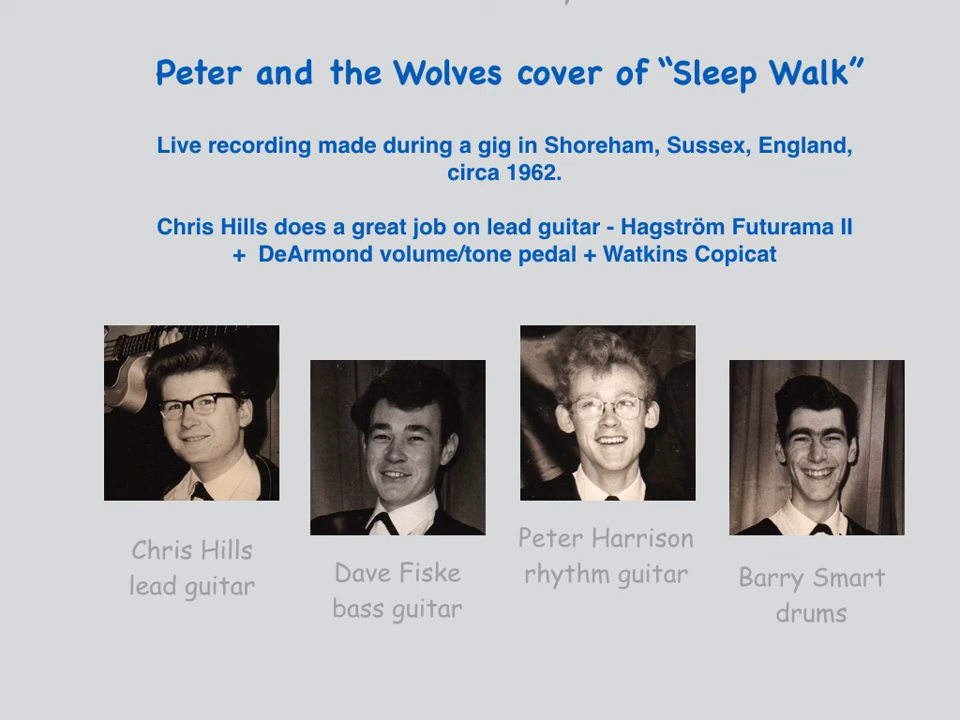 Peter and the Wolves cover of “Sleep Walk”
Live recording made during a gig in Shoreham, Sussex, England,
circa 1962.
Chris Hills does a great job on lead guitar - Hagström Futurama II
+  DeArmond volume/tone pedal + Watkins Copicat
Chris Hills
lead guitar
Dave Fiske
bass guitar
Peter Harrison
rhythm guitar
Barry Smart
drums